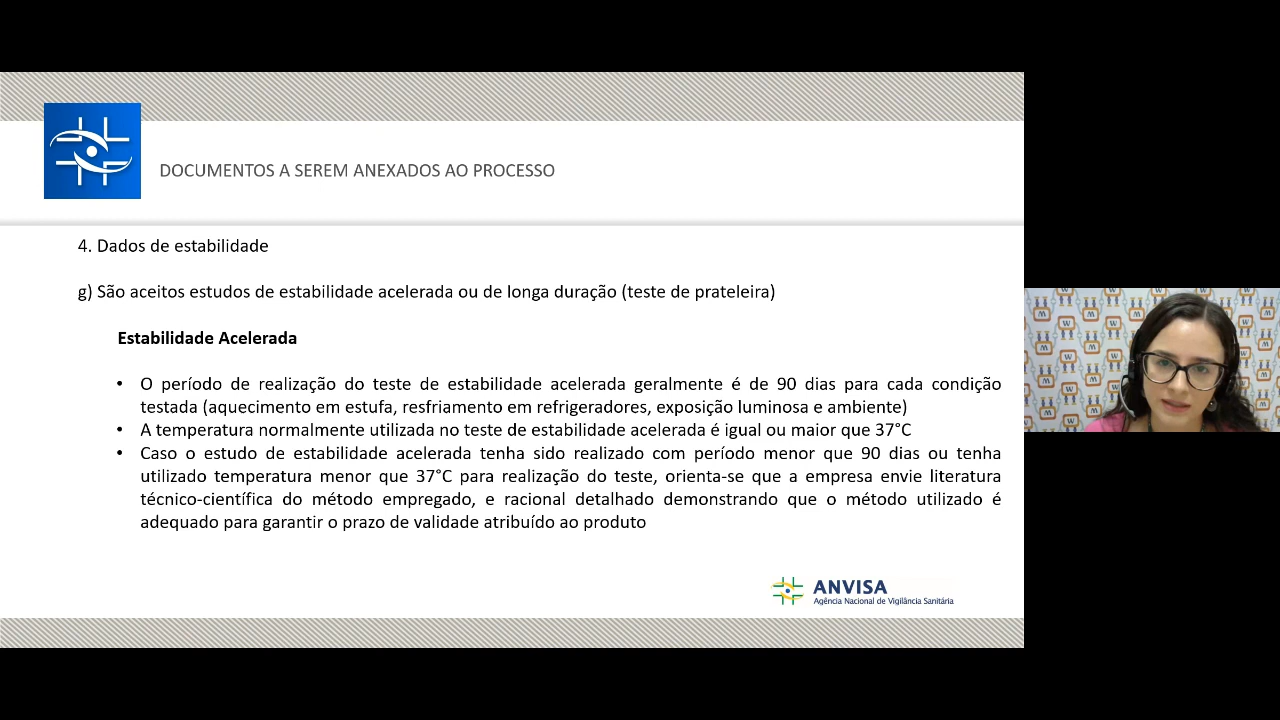 DOCUMENTOS A SEREM ANEXADOS AO PROCESSO
4. Dados de estabilidade
g) São aceitos estudos de estabilidade acelerada ou de longa duração (teste de prateleira)
Estabilidade Acelerada
• O período de realização do teste de estabilidade acelerada geralmente é de 90 dias para cada condição
testada (aquecimento em estufa, resfriamento em refrigeradores, exposição luminosa e ambiente)
• A temperatura normalmente utilizada no teste de estabilidade acelerada é igual ou maior que 37°C
• Caso o estudo de estabilidade acelerada tenha sido realizado com período menor que 90 dias ou tenha
utilizado temperatura menor que 37°C para realização do teste, orienta-se que a empresa envie literatura
técnico-científica do método empregado, e racional detalhado demonstrando que o método utilizado é
adequado para garantir o prazo de validade atribuído ao produto
ANVISA
Agência Nacional de Vigilância Sanitária